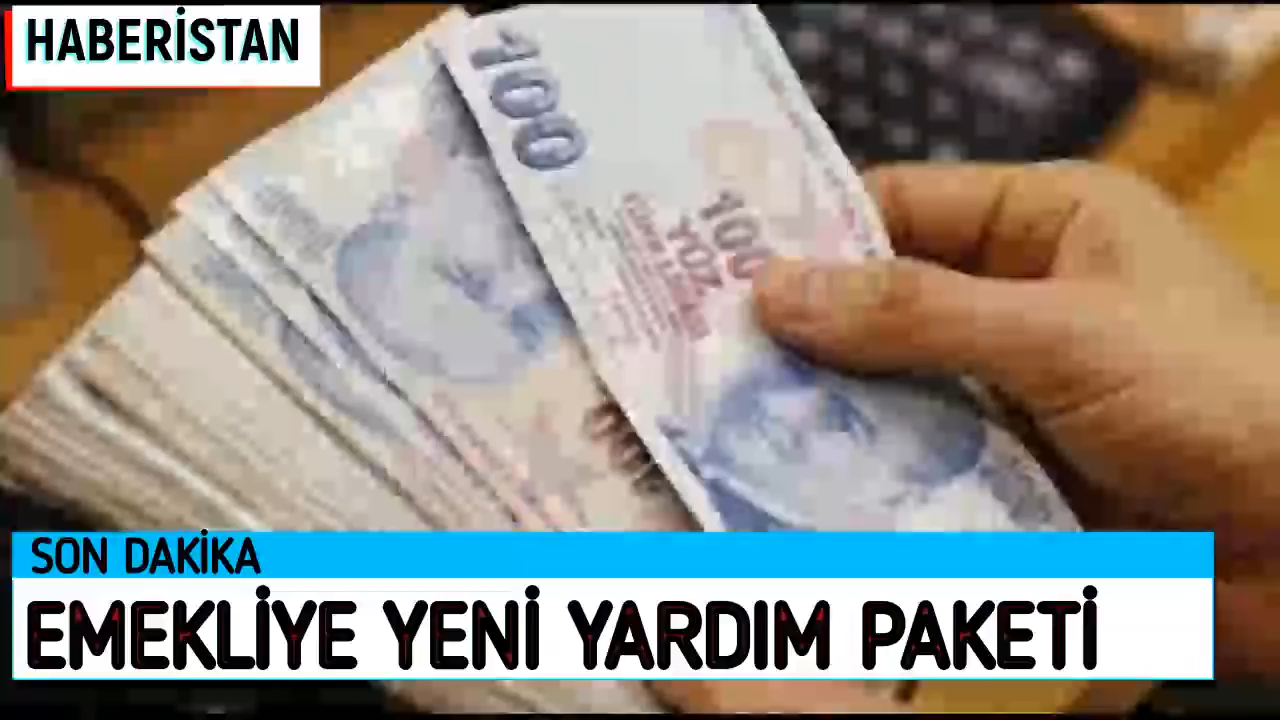 HABERİSTAN
100
100
YÜZ
SON DAKİKA
EMEKLİYE YENİ YARDIM PAKETİ